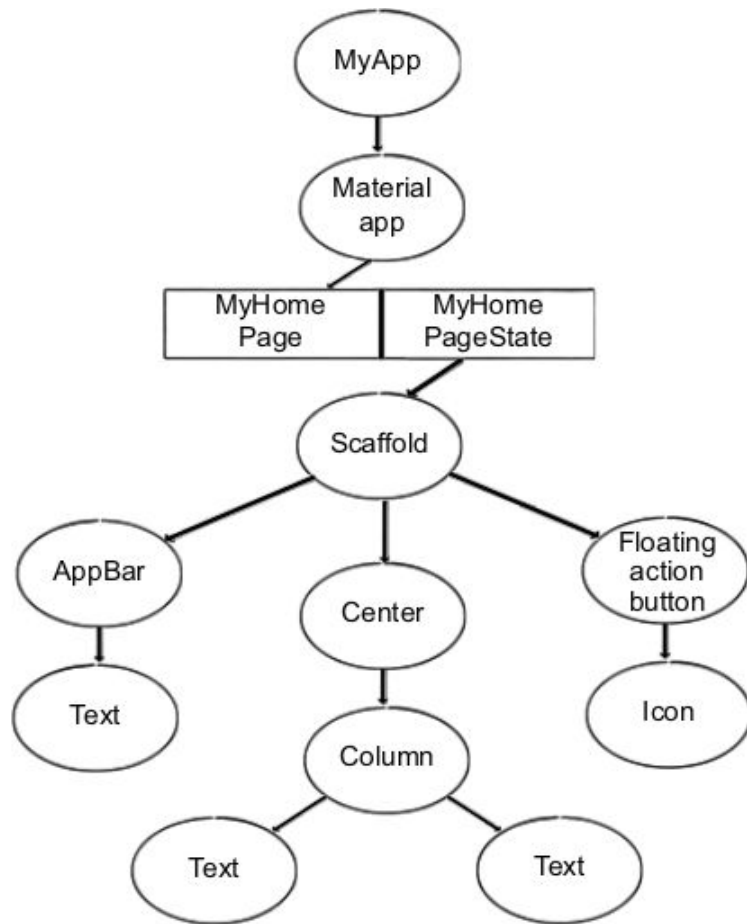 MyApp
Material
app
MyHome
Page
MyHome
PageState
Scaffold
AppBar
Center
Floating
action
button
Text
Column
Icon
Text
Text